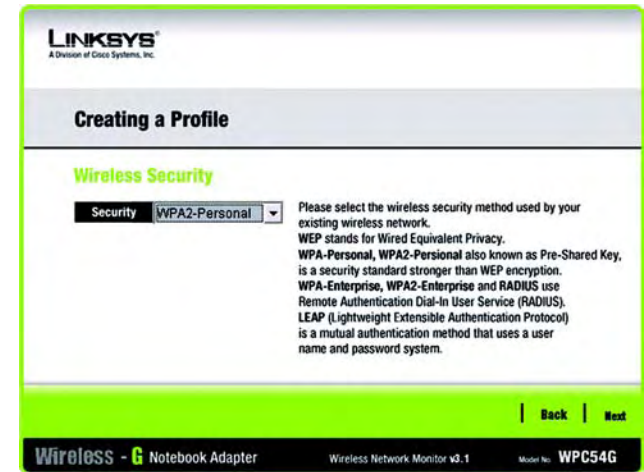 LINKSYS®
A Division of Cisco Systems, Inc.
Creating a Profile
Wireless Security
Security WPA2-Personal
Please select the wireless security method used by your
existing wireless network.
WEP stands for Wired Equivalent Privacy.
WPA-Personal, WPA2-Persional also known as Pre-Shared Key,
is a security standard stronger than WEP encryption.
WPA-Enterprise, WPA2-Enterprise and RADIUS use
Remote Authentication Dial-In User Service (RADIUS).
LEAP (Lightweight Extensible Authentication Protocol)
is a mutual authentication method that uses a user
name and password system.
Back Next
Wireless - G Notebook Adapter Wireless Network Monitor v3.1 Model No. WPC54G